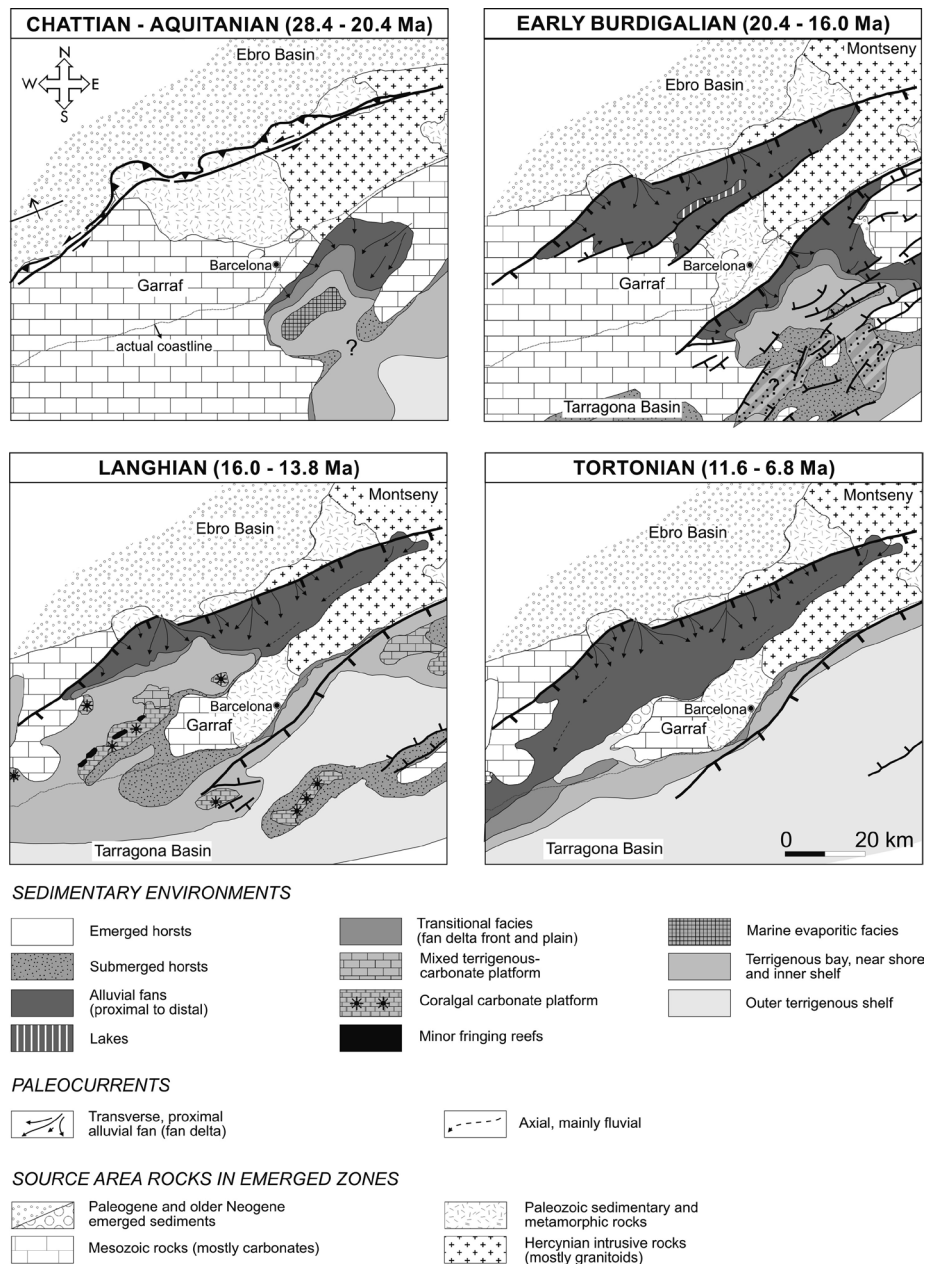 CHATTIAN - AQUITANIAN (28.4 - 20.4 Ma)
N
W
E
S
Ebro Basin
Barcelona
Garraf
actual coastline
?
EARLY BURDIGALIAN (20.4 - 16.0 Ma)
Montseny
Ebro Basin
Barcelona
Garraf
?
?
Tarragona Basin
LANGHIAN (16.0 - 13.8 Ma)
Montseny
Ebro Basin
Barcelona
Garraf
Tarragona Basin
TORTONIAN (11.6 - 6.8 Ma)
Montseny
Ebro Basin
Barcelona
Garraf
Tarragona Basin
0 20 km
SEDIMENTARY ENVIRONMENTS
Emerged horsts
Submerged horsts
Alluvial fans
(proximal to distal)
Lakes
Transitional facies
(fan delta front and plain)
Mixed terrigenous-
carbonate platform
Coralgal carbonate platform
Minor fringing reefs
Marine evaporitic facies
Terrigenous bay, near shore
and inner shelf
Outer terrigenous shelf
PALEOCURRENTS
Transverse, proximal
alluvial fan (fan delta)
Axial, mainly fluvial
SOURCE AREA ROCKS IN EMERGED ZONES
Paleogene and older Neogene
emerged sediments
Mesozoic rocks (mostly carbonates)
Paleozoic sedimentary and
metamorphic rocks
Hercynian intrusive rocks
(mostly granitoids)